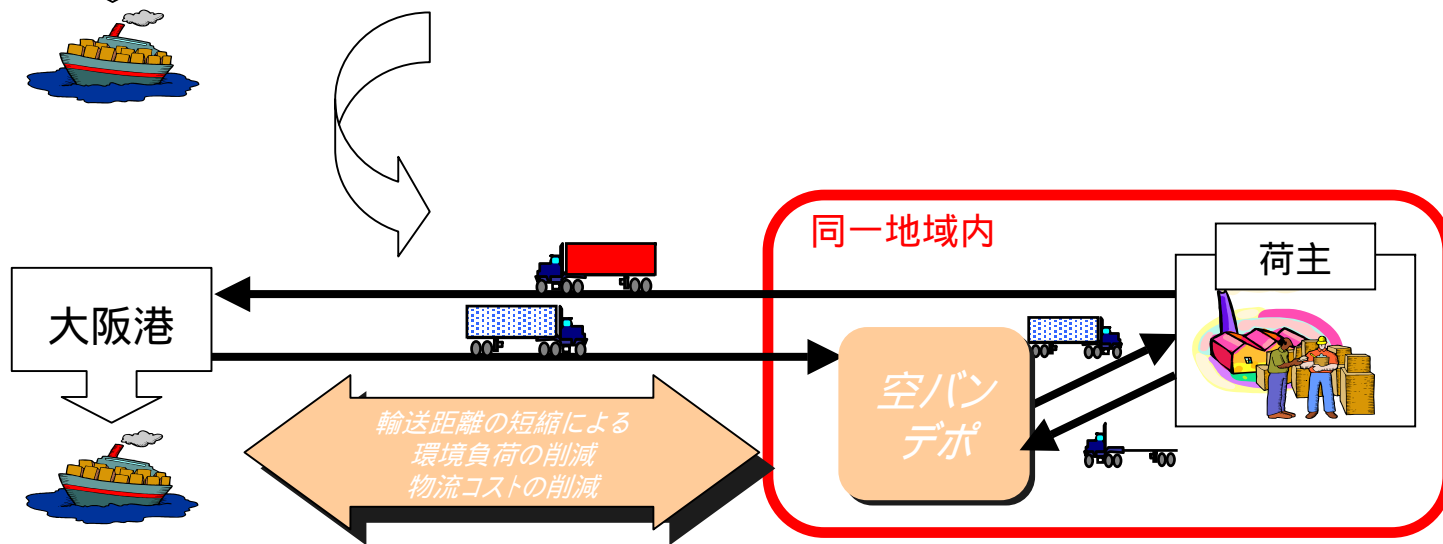 同一地域内
荷主
大阪港
空バン
デポ
輸送距離の短縮による
環境負荷の削減
物流コストの削減